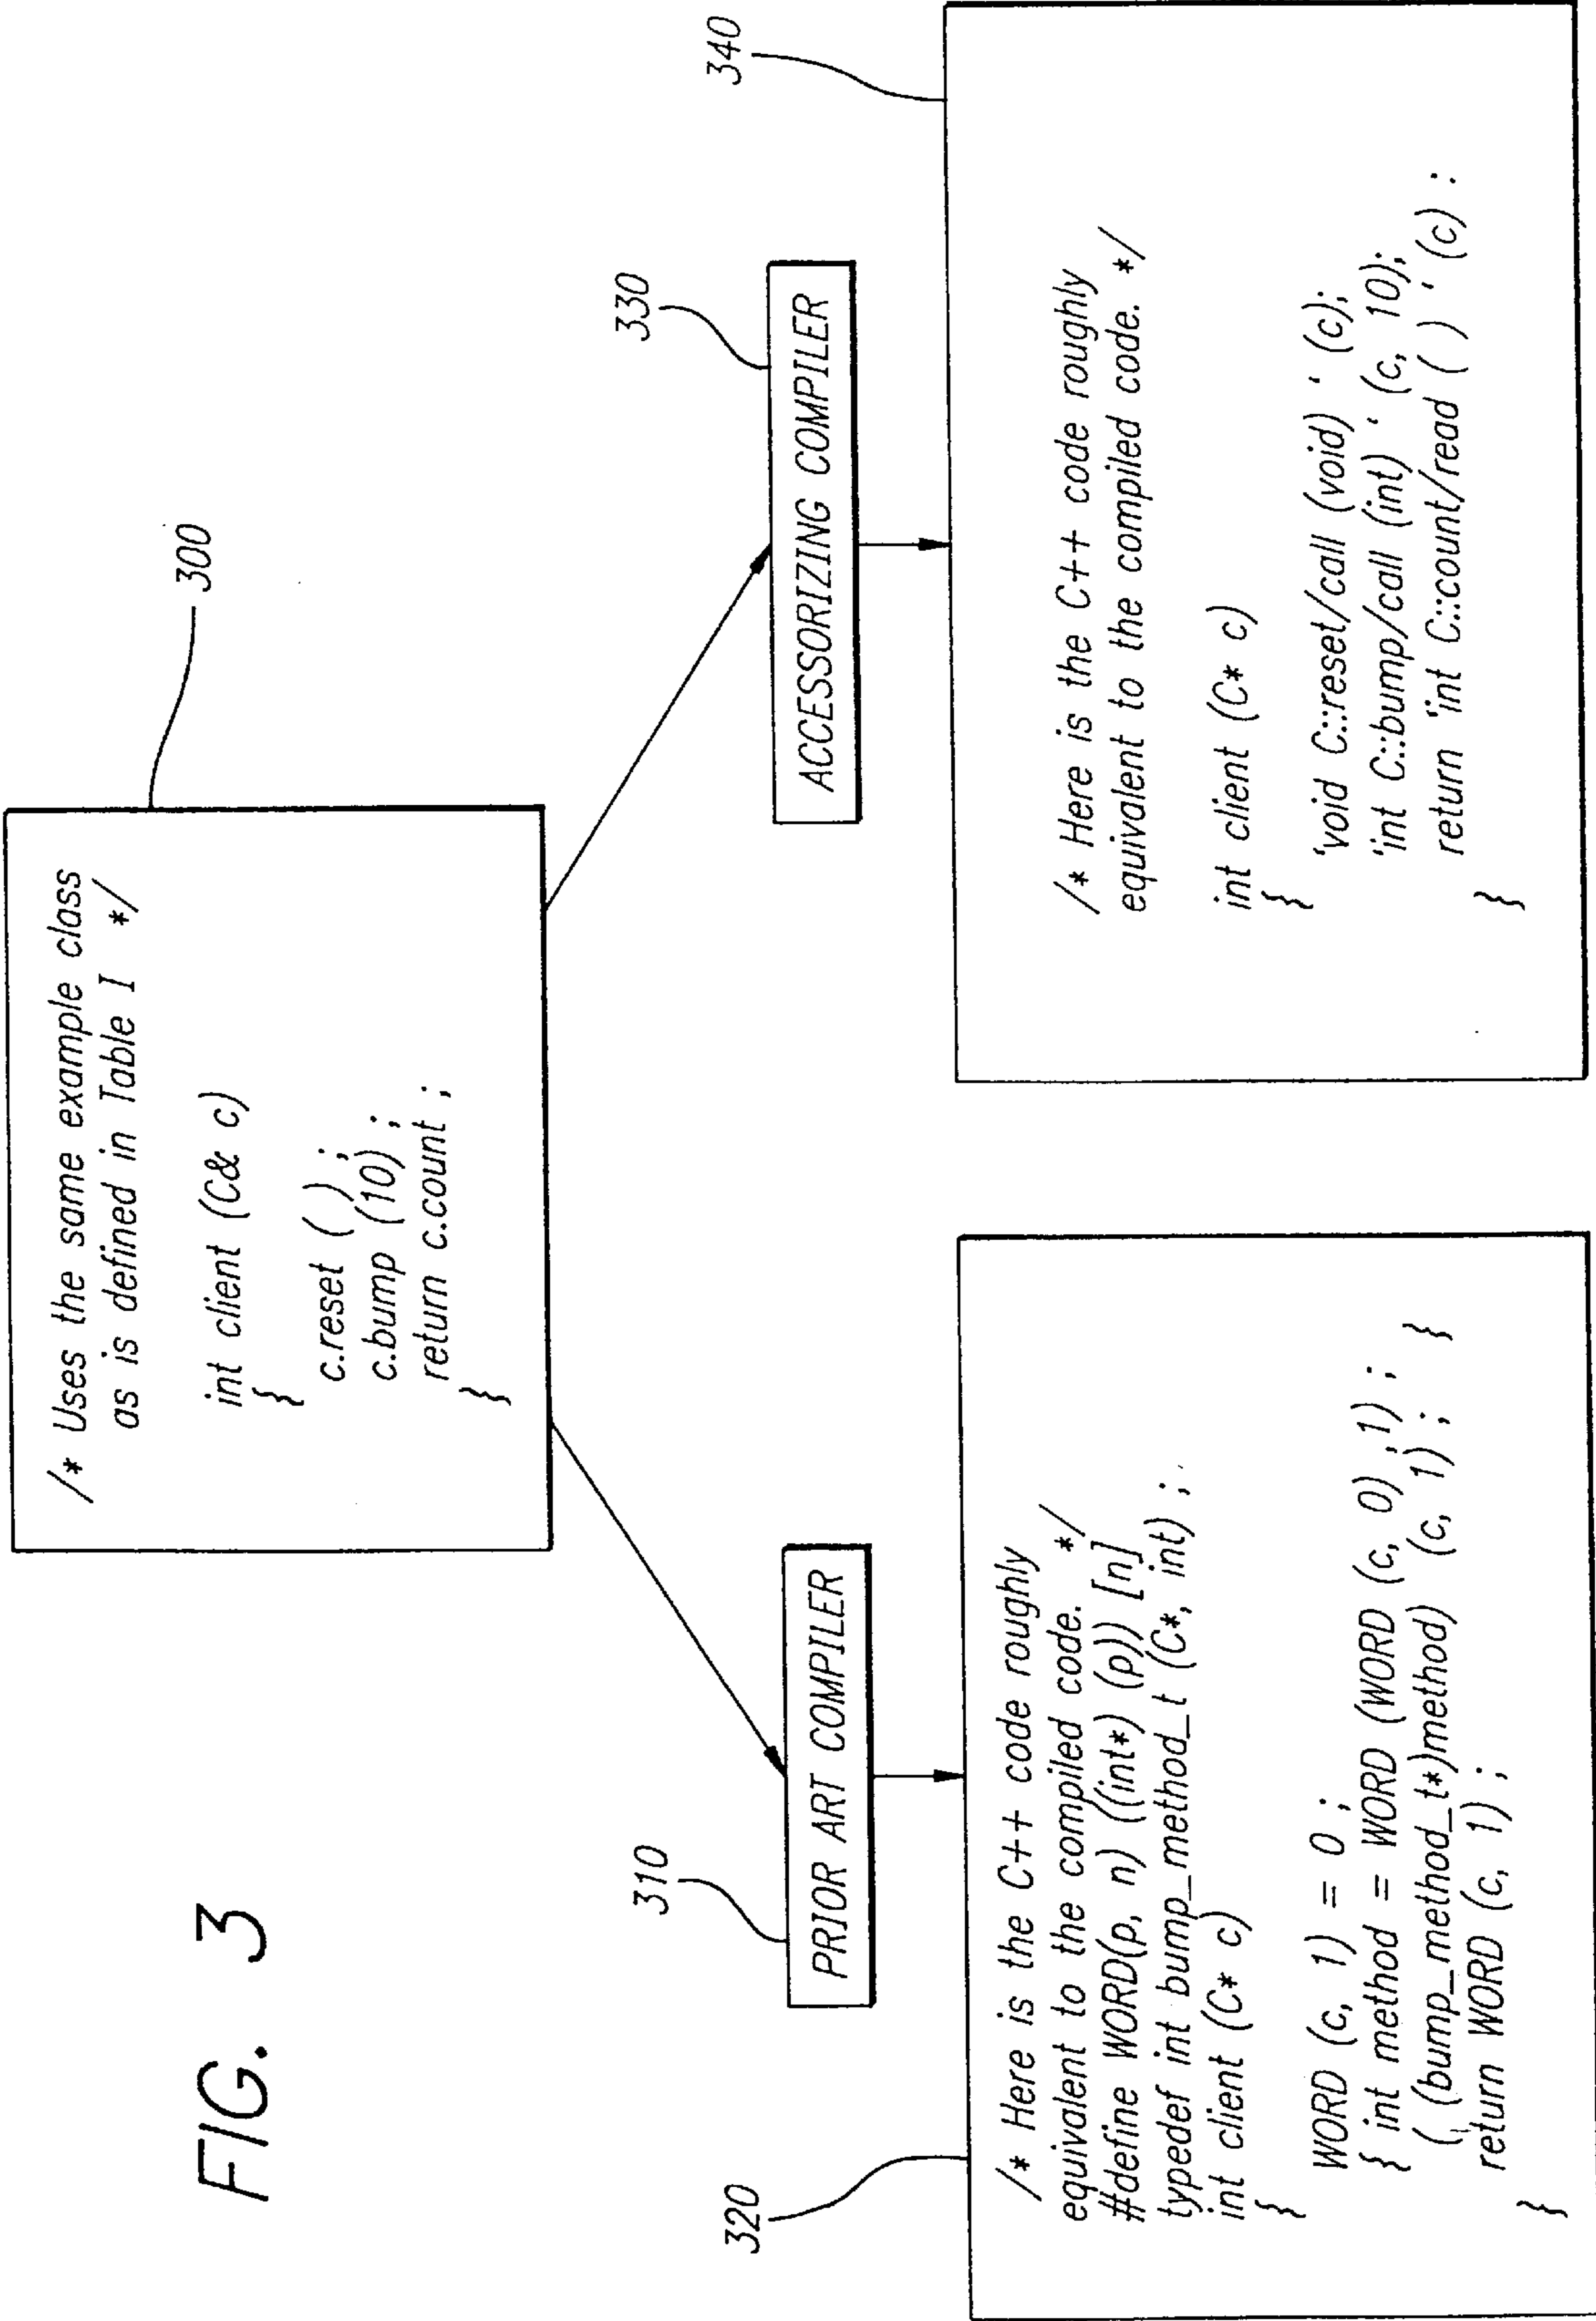 FIG. 3
300
/* Uses the same example class
as is defined in Table I */
int client (C& c)
{
c.reset ( ) ;
c.bump (10) ;
return c.count ;
}
310
PRIOR ART COMPILER
330
ACCESSORIZING COMPILER
320
/* Here is the C++ code roughly
equivalent to the compiled code. */
#define WORD(p, n) ((int*) (p)) [n]
typedef int bump_method_t (C*, int) ;
int client (C* c)
{
WORD (c, 1) = 0 ;
{ int method = WORD (WORD (c, 0) ,1) ;
( (bump_method_t*)method) (c, 1) ; }
return WORD (c, 1) ;
}
340
/* Here is the C++ code roughly
equivalent to the compiled code. */
int client (C* c)
{
'void C::reset/call (void) ' (c);
'int C::bump/call (int) ' (c, 10);
return 'int C::count/read ( ) ' (c) :
}